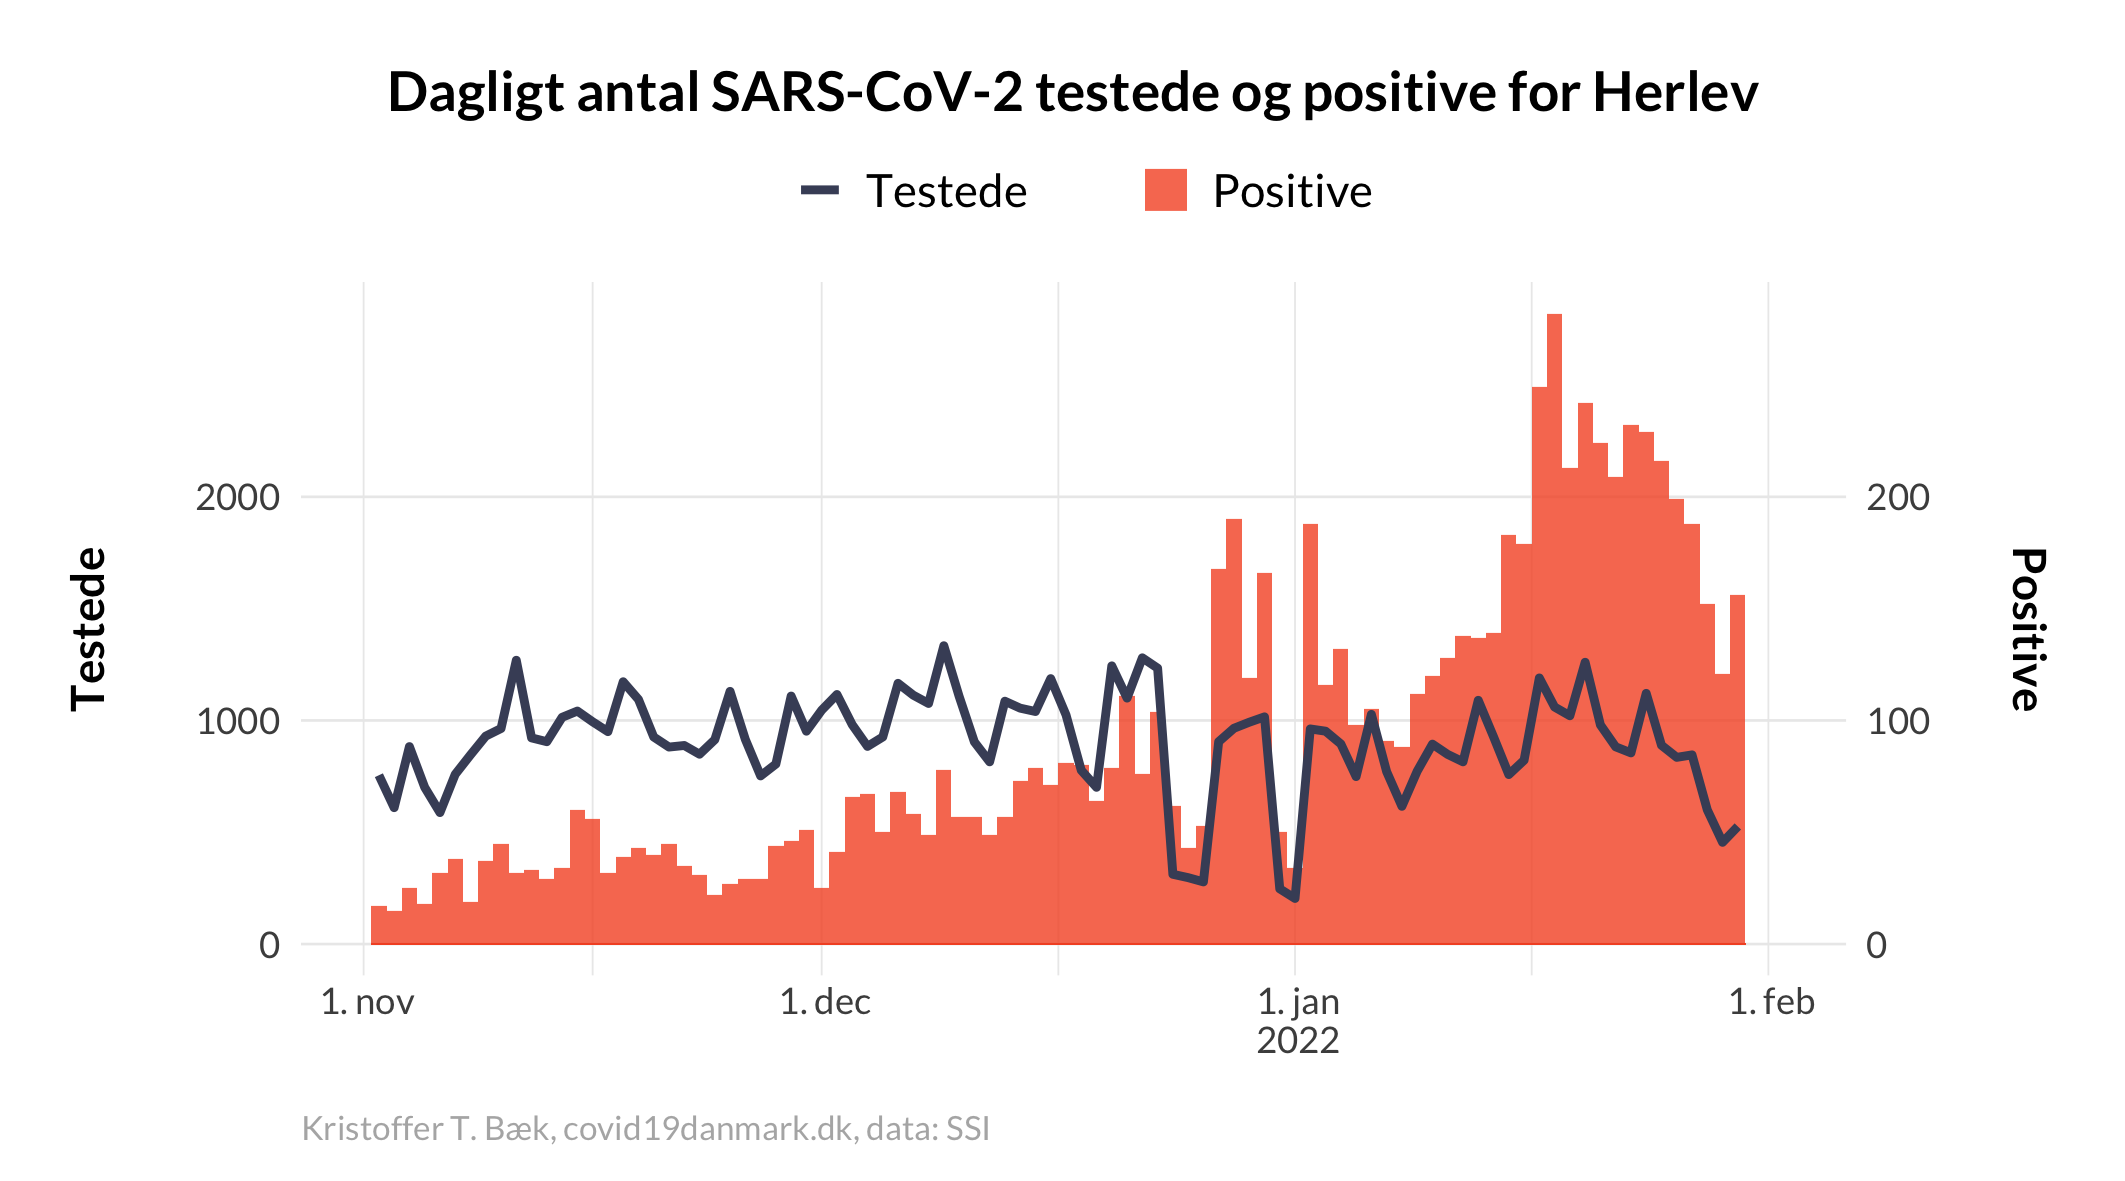 Dagligt antal SARS-CoV-2 testede og positive for Herlev
Testede
Positive
Testede
2000
1000
0
200
100
0
Positive
1. nov
1. dec
1. jan
2022
1. feb
Kristoffer T. Bæk, covid19danmark.dk, data: SSI